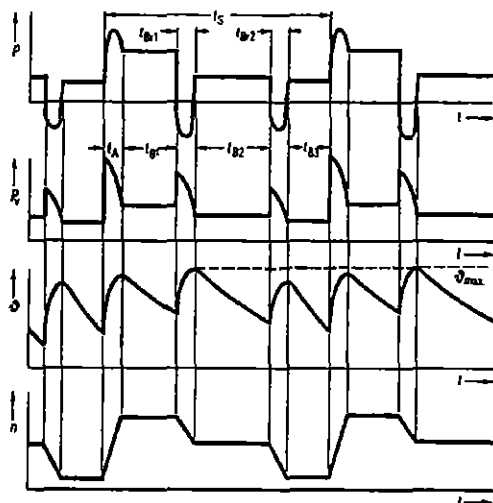 t_S
t_Br1 t_Br2
P
t
t_A t_B1 t_B2 t_B3
P_v
t
ϑ ϑ_max
t
n
t